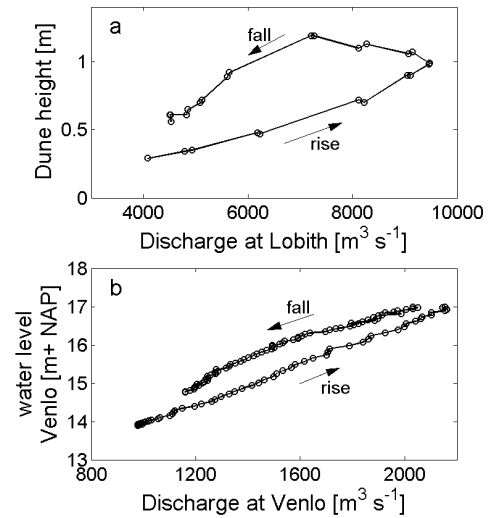 a
fall
rise
1
0.5
0
Dune height [m]
4000 6000 8000 10000
Discharge at Lobith [m³ s⁻¹]
b
fall
rise
18
17
16
15
14
13
water level
Venlo [m+ NAP]
800 1200 1600 2000
Discharge at Venlo [m³ s⁻¹]